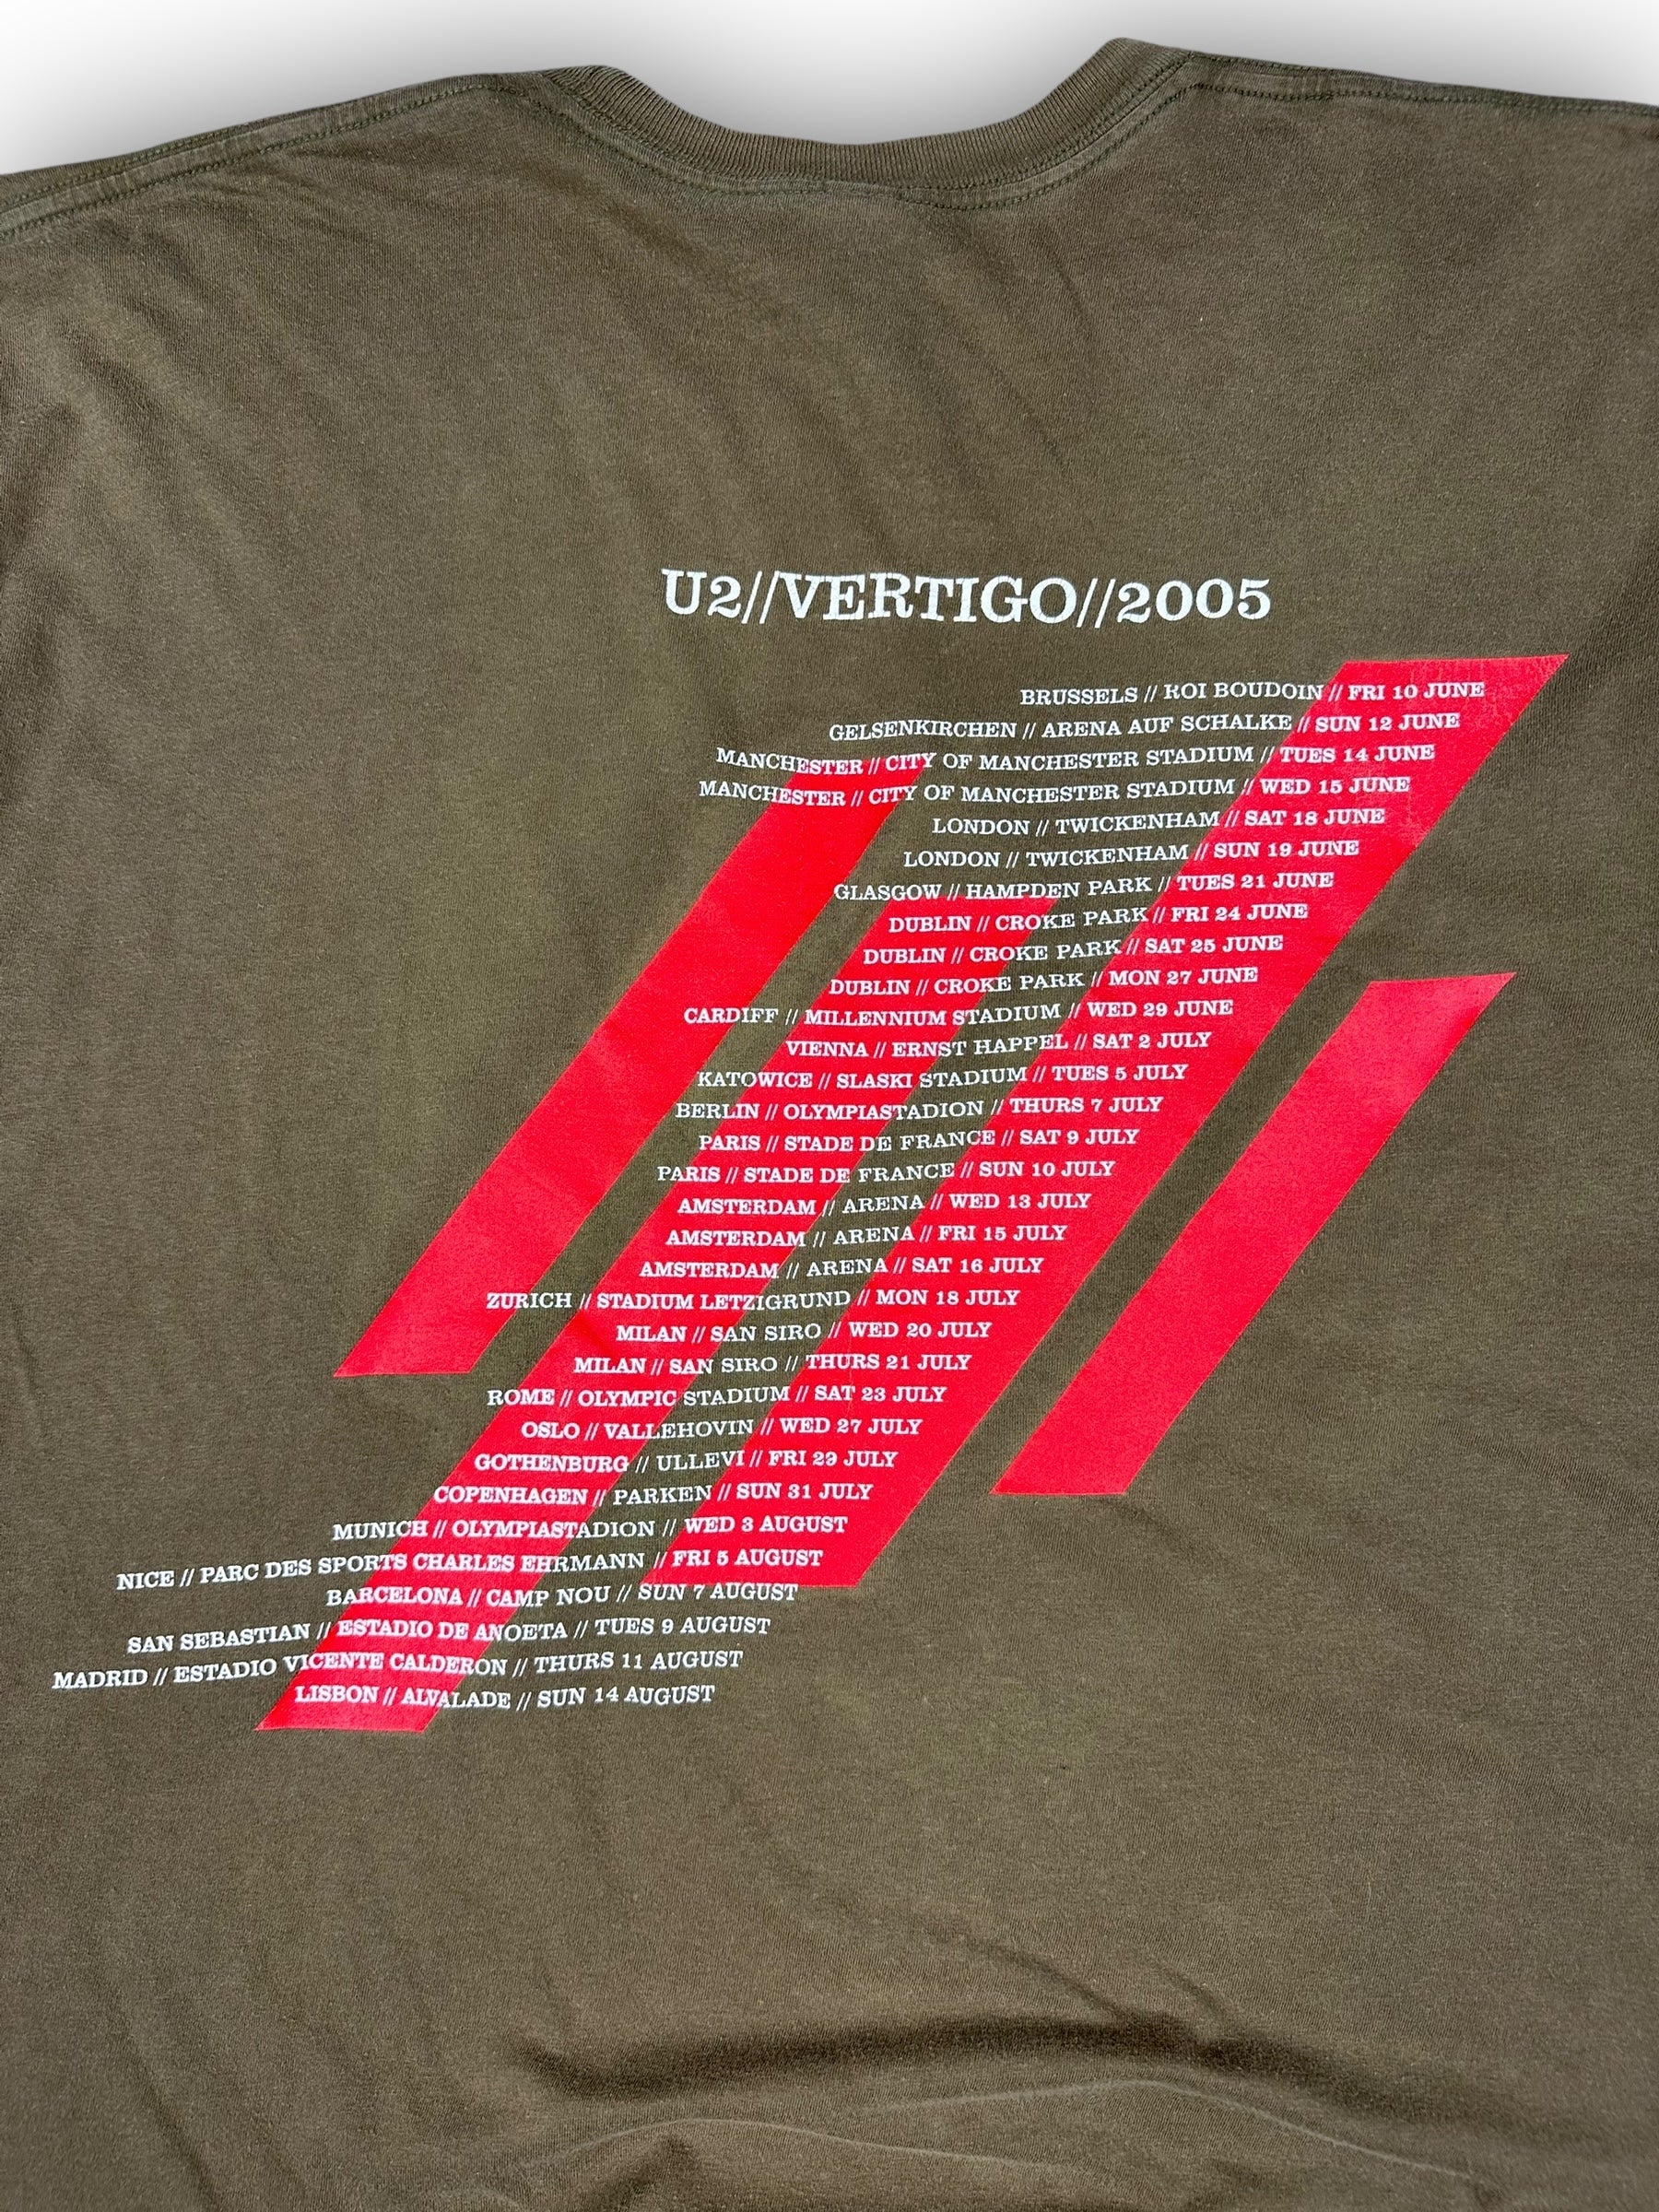 U2//VERTIGO//2005
BRUSSELS // ROI BOUDOIN // FRI 10 JUNE
GELSENKIRCHEN // ARENA AUF SCHALKE // SUN 12 JUNE
MANCHESTER // CITY OF MANCHESTER STADIUM // TUES 14 JUNE
MANCHESTER // CITY OF MANCHESTER STADIUM // WED 15 JUNE
LONDON // TWICKENHAM // SAT 18 JUNE
LONDON // TWICKENHAM // SUN 19 JUNE
GLASGOW // HAMPDEN PARK // TUES 21 JUNE
DUBLIN // CROKE PARK // FRI 24 JUNE
DUBLIN // CROKE PARK // SAT 25 JUNE
DUBLIN // CROKE PARK // MON 27 JUNE
CARDIFF // MILLENNIUM STADIUM // WED 29 JUNE
VIENNA // ERNST HAPPEL // SAT 2 JULY
KATOWICE // SLASKI STADIUM // TUES 5 JULY
BERLIN // OLYMPIASTADION // THURS 7 JULY
PARIS // STADE DE FRANCE // SAT 9 JULY
PARIS // STADE DE FRANCE // SUN 10 JULY
AMSTERDAM // ARENA // WED 13 JULY
AMSTERDAM // ARENA // FRI 15 JULY
AMSTERDAM // ARENA // SAT 16 JULY
ZURICH // STADIUM LETZIGRUND // MON 18 JULY
MILAN // SAN SIRO // WED 20 JULY
MILAN // SAN SIRO // THURS 21 JULY
ROME // OLYMPIC STADIUM // SAT 23 JULY
OSLO // VALLEHOVIN // WED 27 JULY
GOTHENBURG // ULLEVI // FRI 29 JULY
COPENHAGEN // PARKEN // SUN 31 JULY
MUNICH // OLYMPIASTADION // WED 3 AUGUST
NICE // PARC DES SPORTS CHARLES EHRMANN // FRI 5 AUGUST
BARCELONA // CAMP NOU // SUN 7 AUGUST
SAN SEBASTIAN // ESTADIO DE ANOETA // TUES 9 AUGUST
MADRID // ESTADIO VICENTE CALDERON // THURS 11 AUGUST
LISBON // ALVALADE // SUN 14 AUGUST